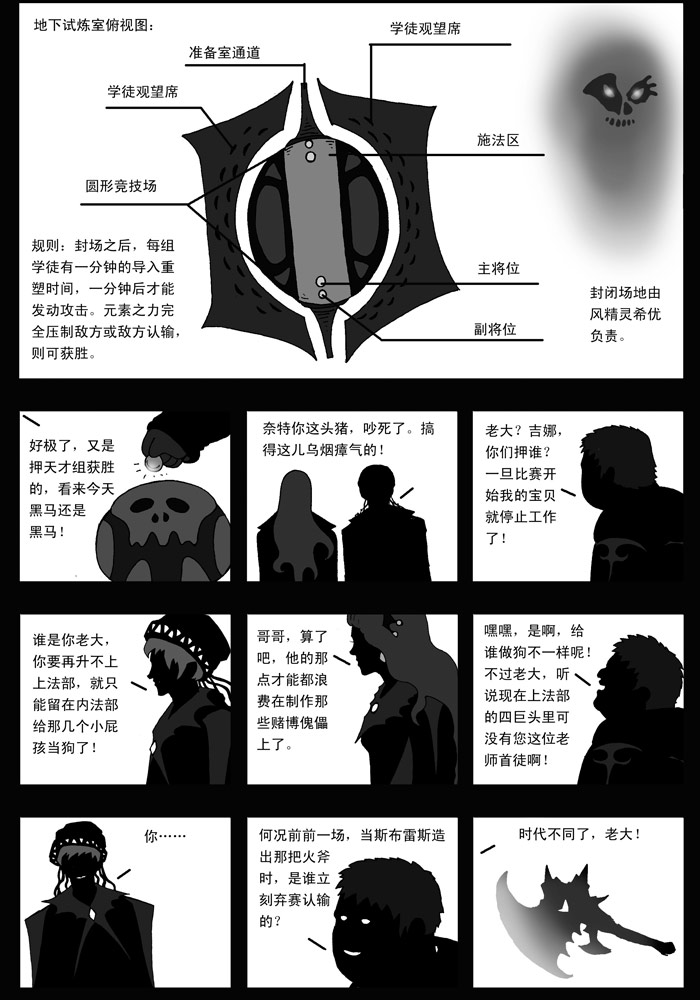 地下试炼室俯视图：
准备室通道
学徒观望席
学徒观望席
施法区
圆形竞技场
主将位
副将位
规则：封场之后，每组
学徒有一分钟的导入重
塑时间，一分钟后才能
发动攻击。元素之力完
全压制敌方或敌方认输，
则可获胜。
封闭场地由
风精灵希优
负责。
好极了，又是
押天才组获胜
的，看来今天
黑马还是
黑马！
奈特你这头猪，吵死了。搞
得这儿乌烟瘴气的！
老大？吉娜，
你们押谁？
一旦比赛开
始我的宝贝
就停止工作
了！
谁是你老大，
你要再升不上
上法部，就只
能留在内法部
给那几个小屁
孩当狗了！
哥哥，算了
吧，他的那
点才能都浪
费在制作那
些赌博傀儡
上了。
嘿嘿，是啊，给
谁做狗不一样呢！
不过老大，听
说现在上法部
的四巨头里可
没有您这位老
师首徒啊！
你……
何况前前一场，当斯布雷斯造
出那把火斧
时，是谁立
刻弃赛认输
的？
时代不同了，老大！